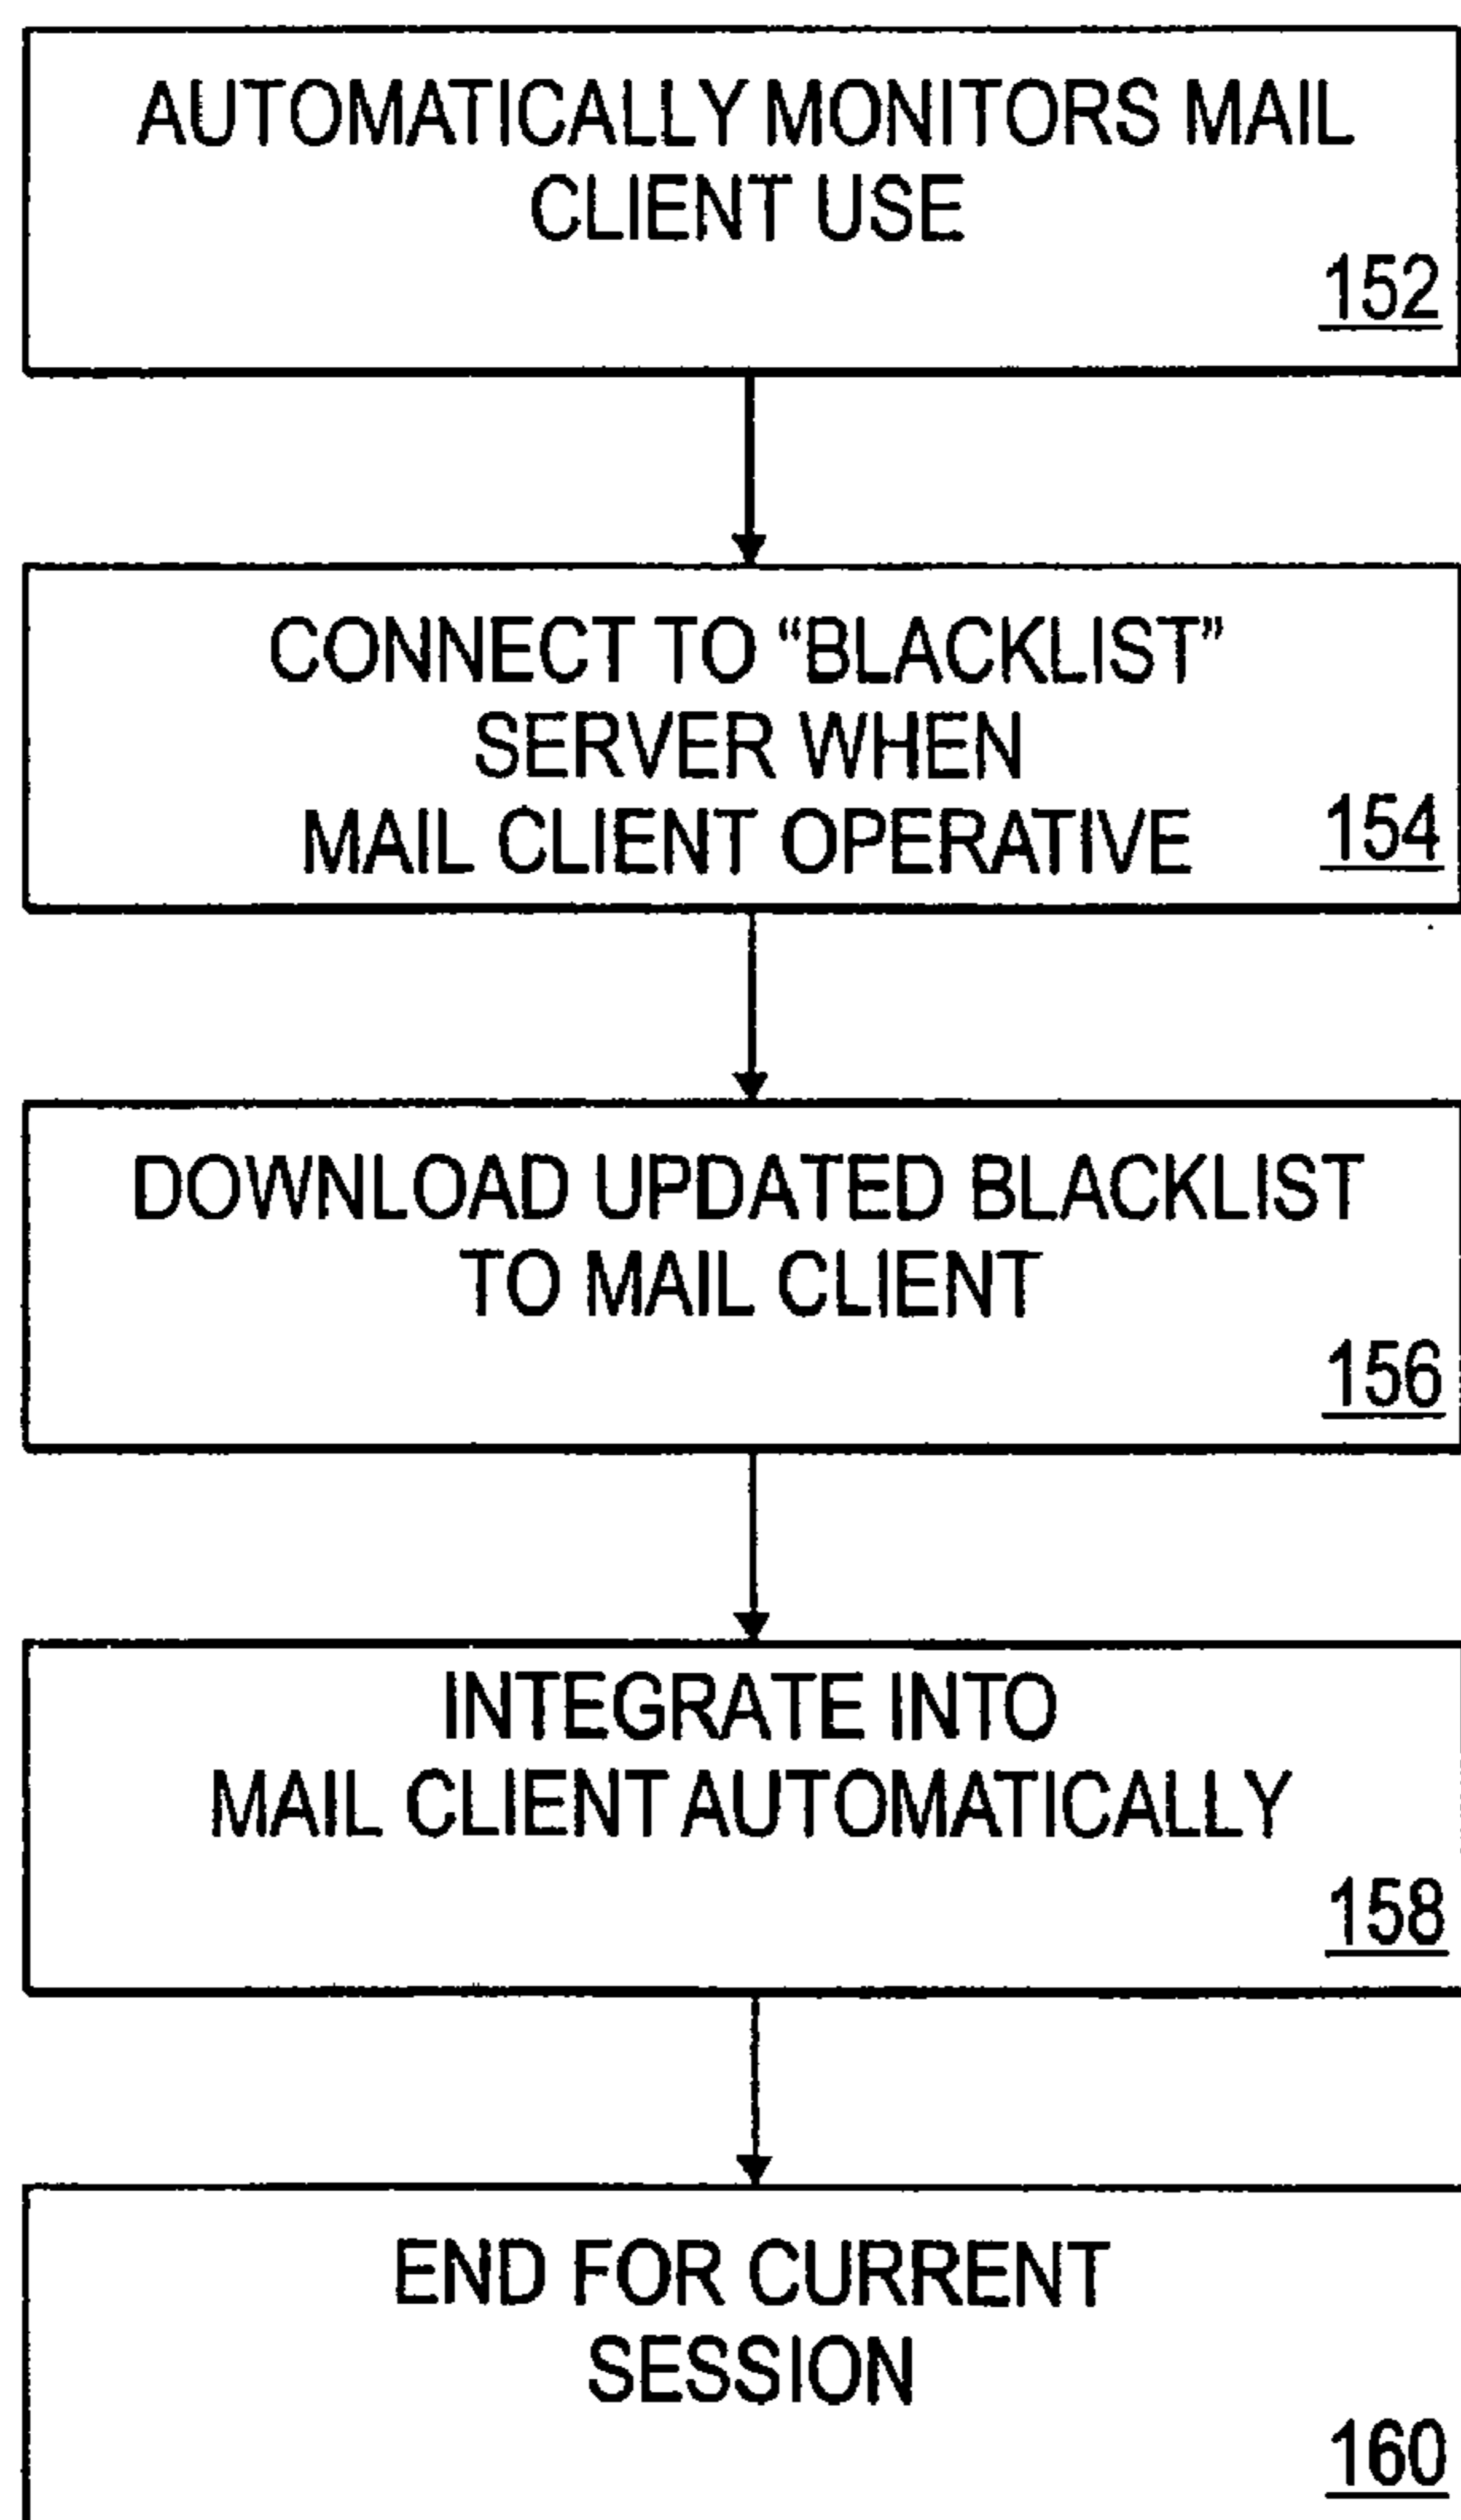 AUTOMATICALLY MONITORS MAIL
CLIENT USE
152
CONNECT TO “BLACKLIST”
SERVER WHEN
MAIL CLIENT OPERATIVE
154
DOWNLOAD UPDATED BLACKLIST
TO MAIL CLIENT
156
INTEGRATE INTO
MAIL CLIENT AUTOMATICALLY
158
END FOR CURRENT
SESSION
160